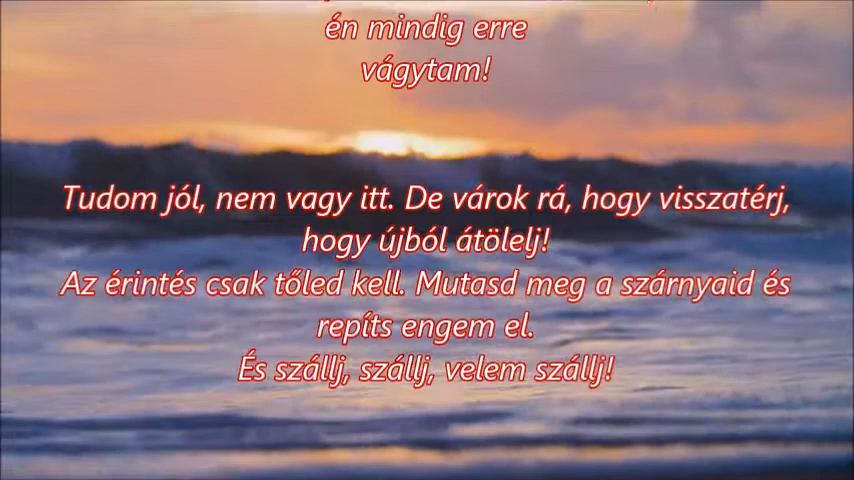 én mindig erre
vágytam!
Tudom jól, nem vagy itt. De várok rá, hogy visszatérj,
hogy újból átölelj!
Az érintés csak tőled kell. Mutasd meg a szárnyaid és
repíts engem el.
És szállj, szállj, velem szállj!